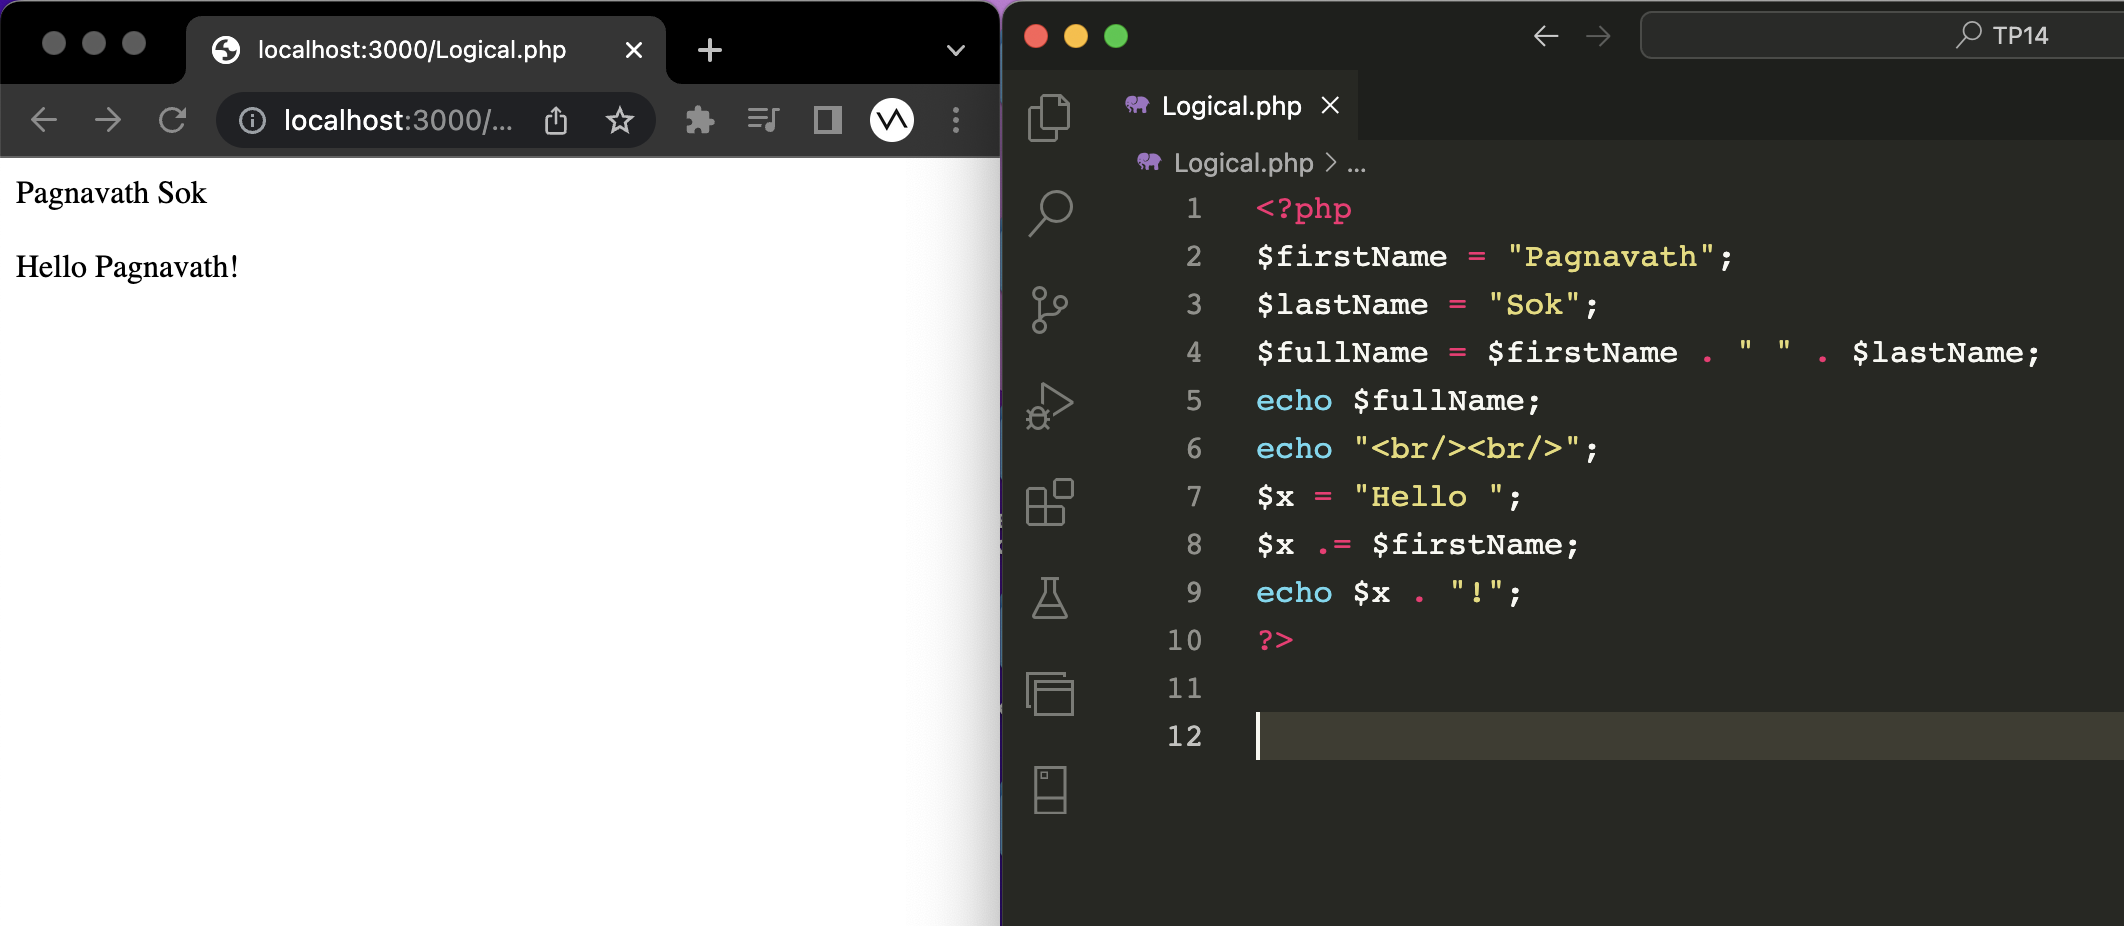 localhost:3000/Logical.php
localhost:3000/...
Pagnavath Sok
Hello Pagnavath!
TP14
Logical.php
Logical.php > ...
1 <?php
2 $firstName = "Pagnavath";
3 $lastName = "Sok";
4 $fullName = $firstName . " " . $lastName;
5 echo $fullName;
6 echo "<br/><br/>";
7 $x = "Hello ";
8 $x .= $firstName;
9 echo $x . "!";
10 ?>
11
12